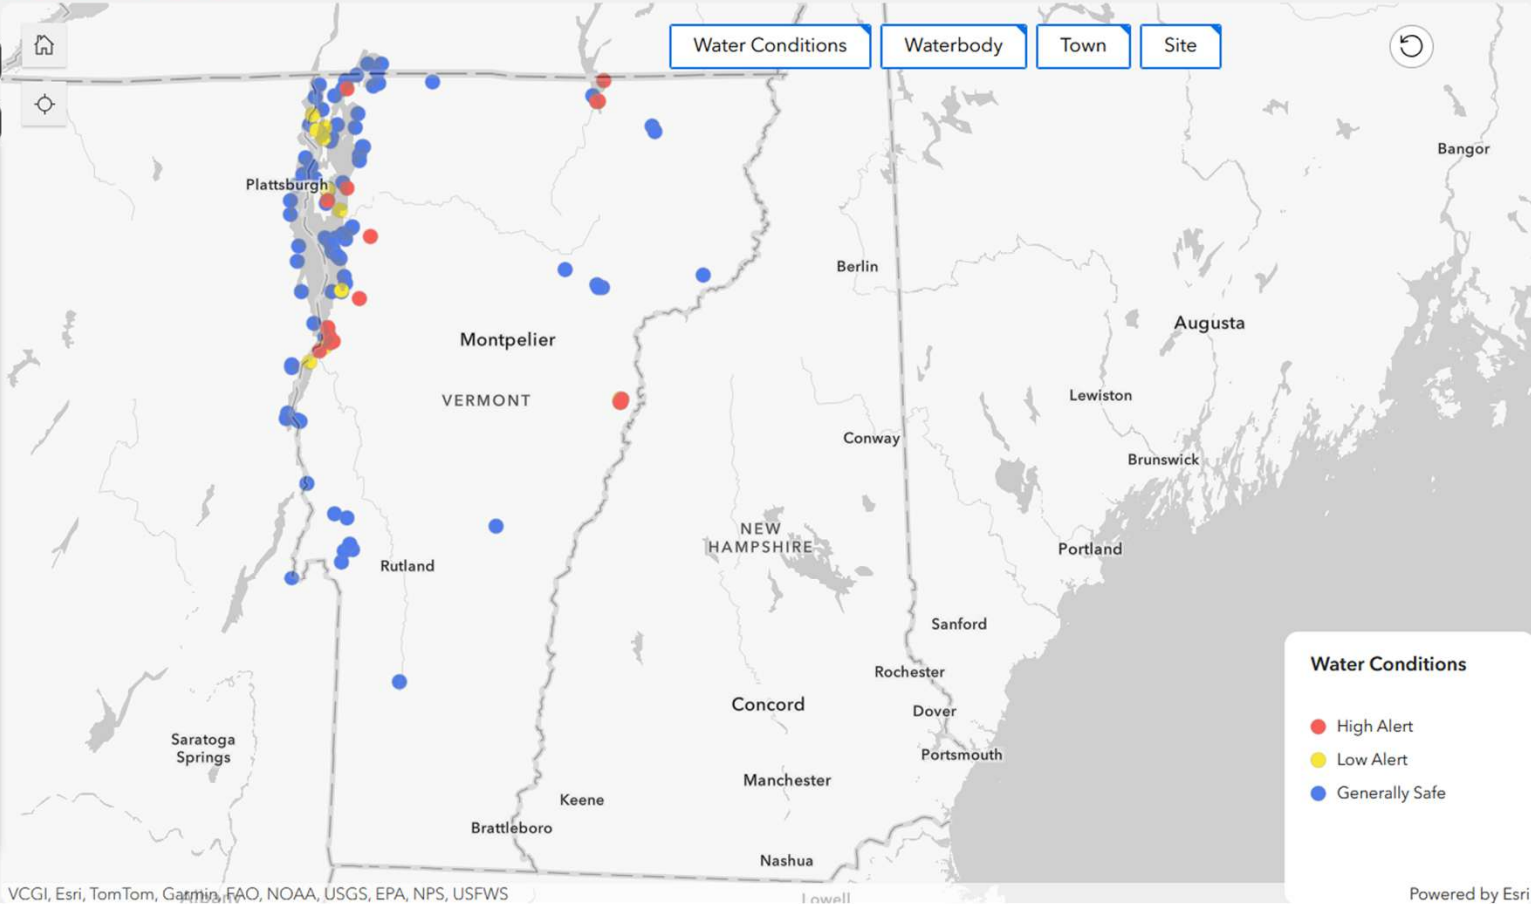 Water Conditions
Waterbody
Town
Site
Bangor
Plattsburgh
Berlin
Augusta
Montpelier
VERMONT
Lewiston
Conway
Brunswick
NEW
HAMPSHIRE
Portland
Rutland
Sanford
Rochester
Concord
Dover
Saratoga
Springs
Portsmouth
Manchester
Keene
Brattleboro
Nashua
Water Conditions
High Alert
Low Alert
Generally Safe
VCGI, Esri, TomTom, Garmin, FAO, NOAA, USGS, EPA, NPS, USFWS
Albany
Lowell
Powered by Esri